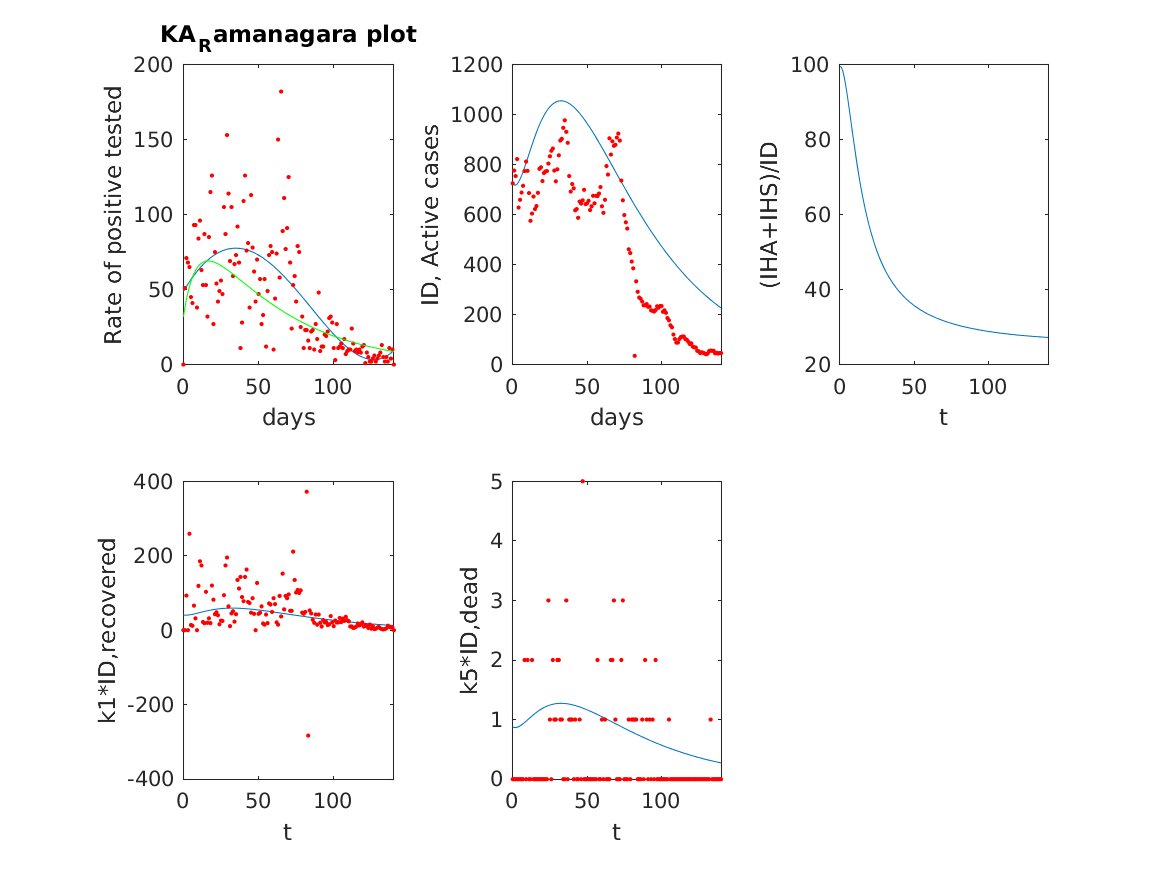 KA_Ramanagara plot
200
150
100
50
0
0 50 100
Rate of positive tested
days
1200
1000
800
600
400
200
0
0 50 100
ID, Active cases
days
100
80
60
40
20
0 50 100
(IHA+IHS)/ID
t
400
200
0
-200
-400
0 50 100
k1*ID,recovered
t
5
4
3
2
1
0
0 50 100
k5*ID,dead
t